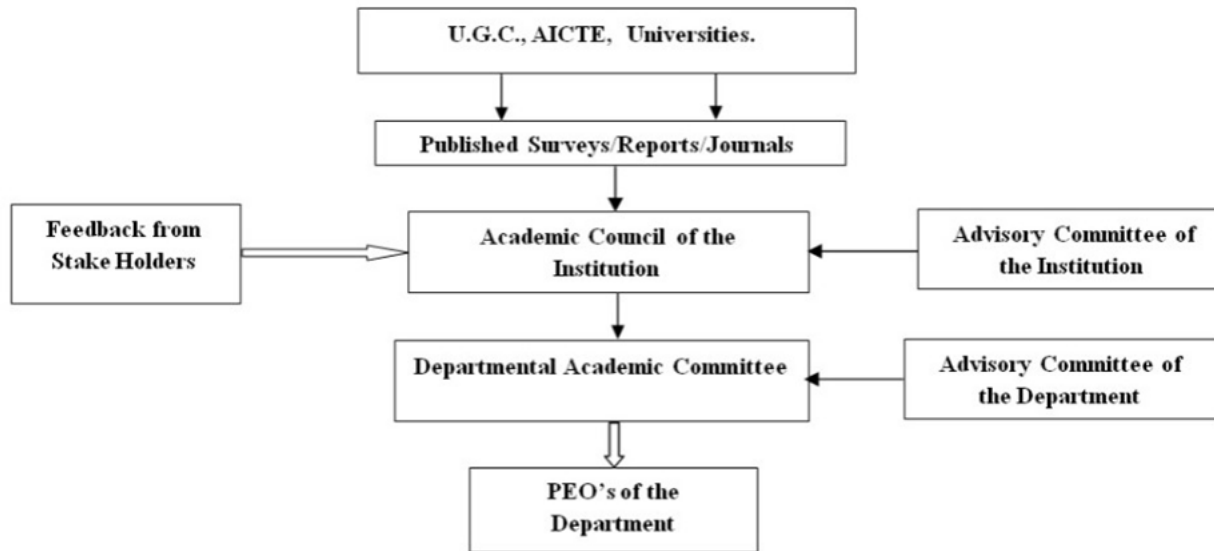 U.G.C., AICTE, Universities.
Published Surveys/Reports/Journals
Feedback from
Stake Holders
Academic Council of the
Institution
Advisory Committee of
the Institution
Departmental Academic Committee
Advisory Committee of
the Department
PEO’s of the
Department